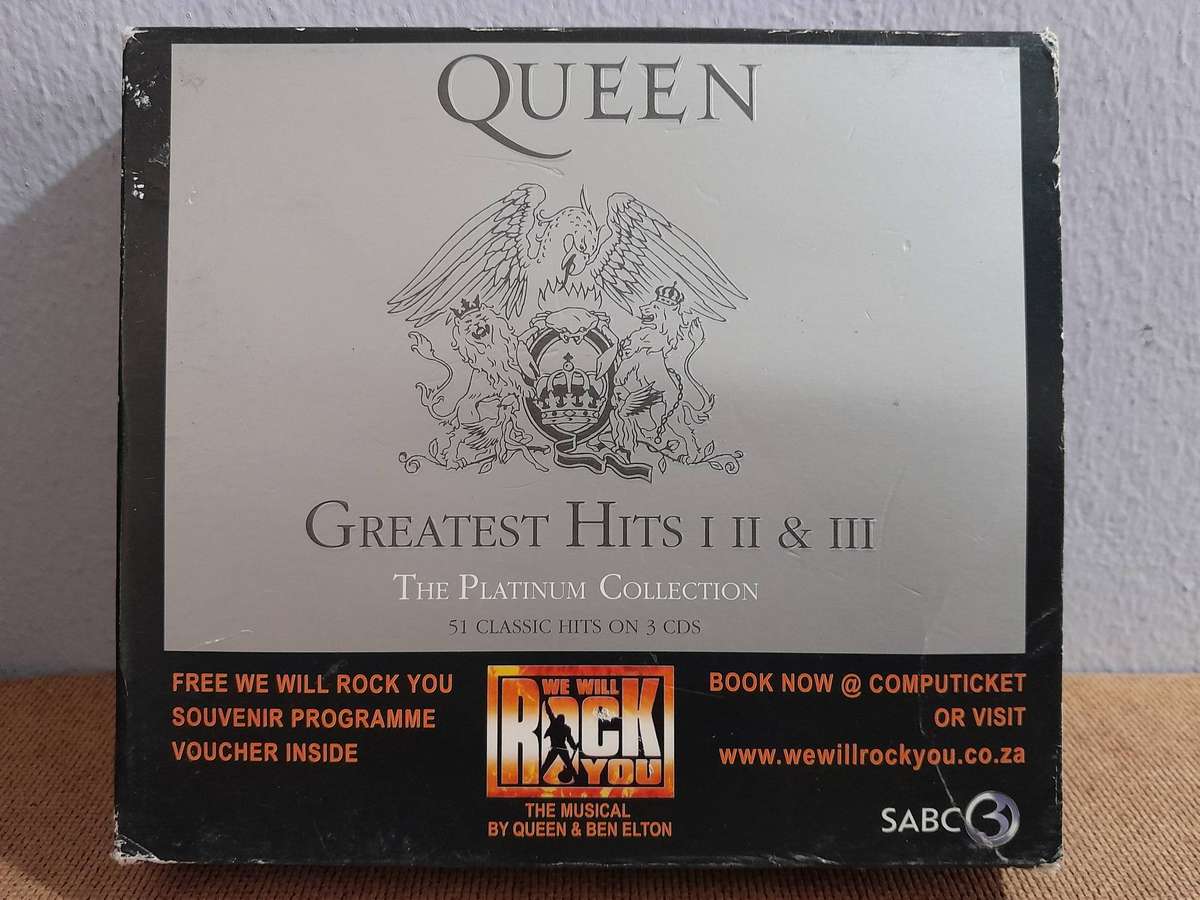 QUEEN
GREATEST HITS I II & III
THE PLATINUM COLLECTION
51 CLASSIC HITS ON 3 CDS
FREE WE WILL ROCK YOU
SOUVENIR PROGRAMME
VOUCHER INSIDE
WE WILL
ROCK
YOU
THE MUSICAL
BY QUEEN & BEN ELTON
BOOK NOW @ COMPUTICKET
OR VISIT
www.wewillrockyou.co.za
SABC 3